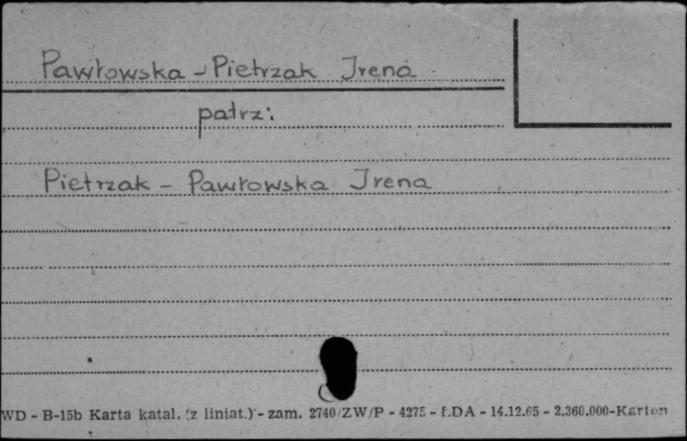 Pawłowska - Pietrzak Irena
patrz:
Pietrzak - Pawłowska Irena
WD - B-15b Karta katal. (z liniat.) - zam. 2740/ZW/P - 4275 - ŁDA - 14.12.65 - 2.360.000-Karton